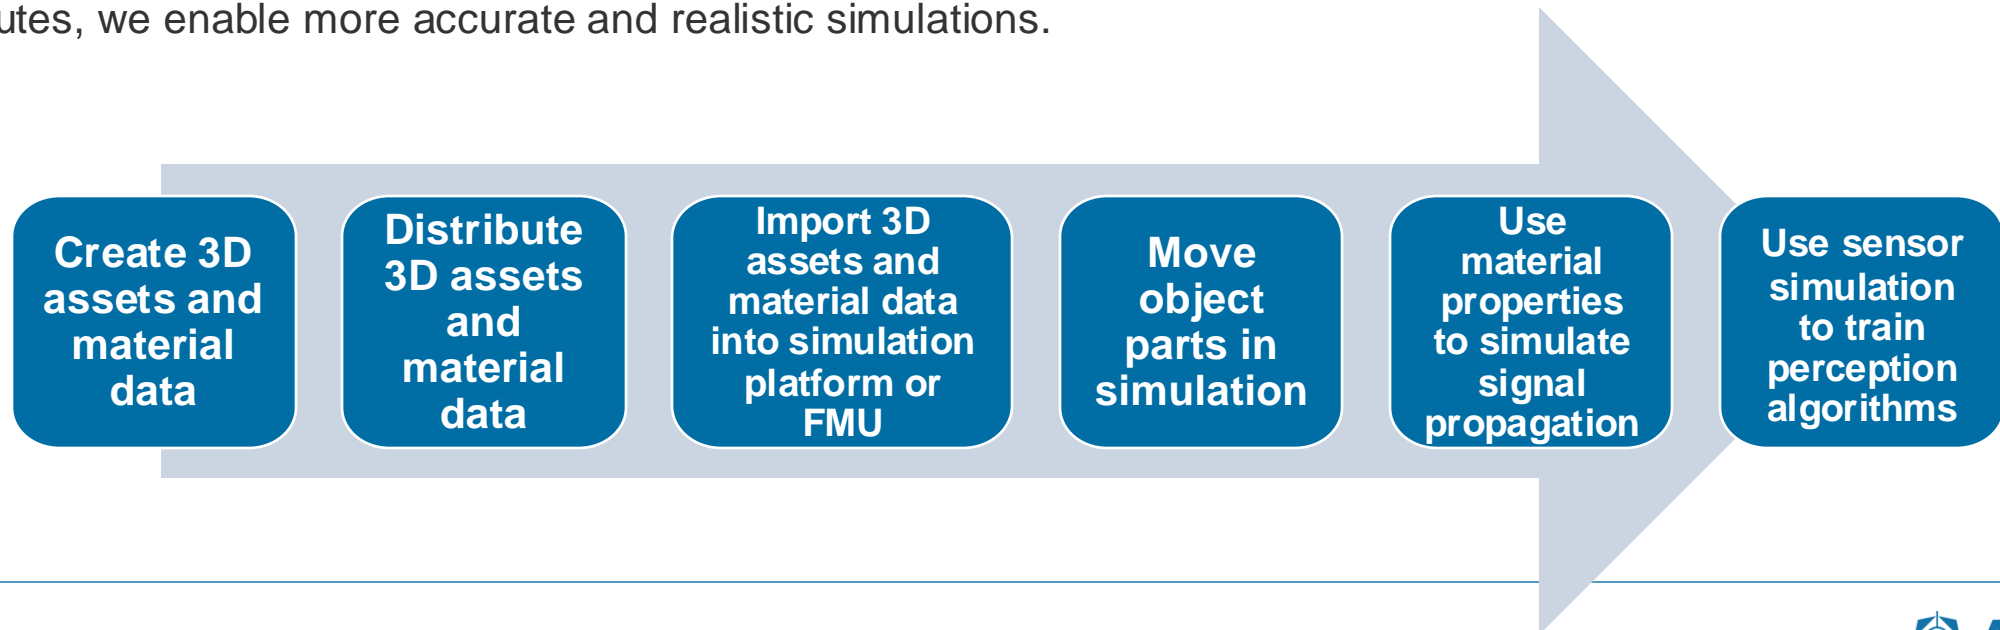 utes, we enable more accurate and realistic simulations.
Create 3D
assets and
material
data
Distribute
3D assets
and
material
data
Import 3D
assets and
material data
into simulation
platform or
FMU
Move
object
parts in
simulation
Use
material
properties
to simulate
signal
propagation
Use sensor
simulation
to train
perception
algorithms